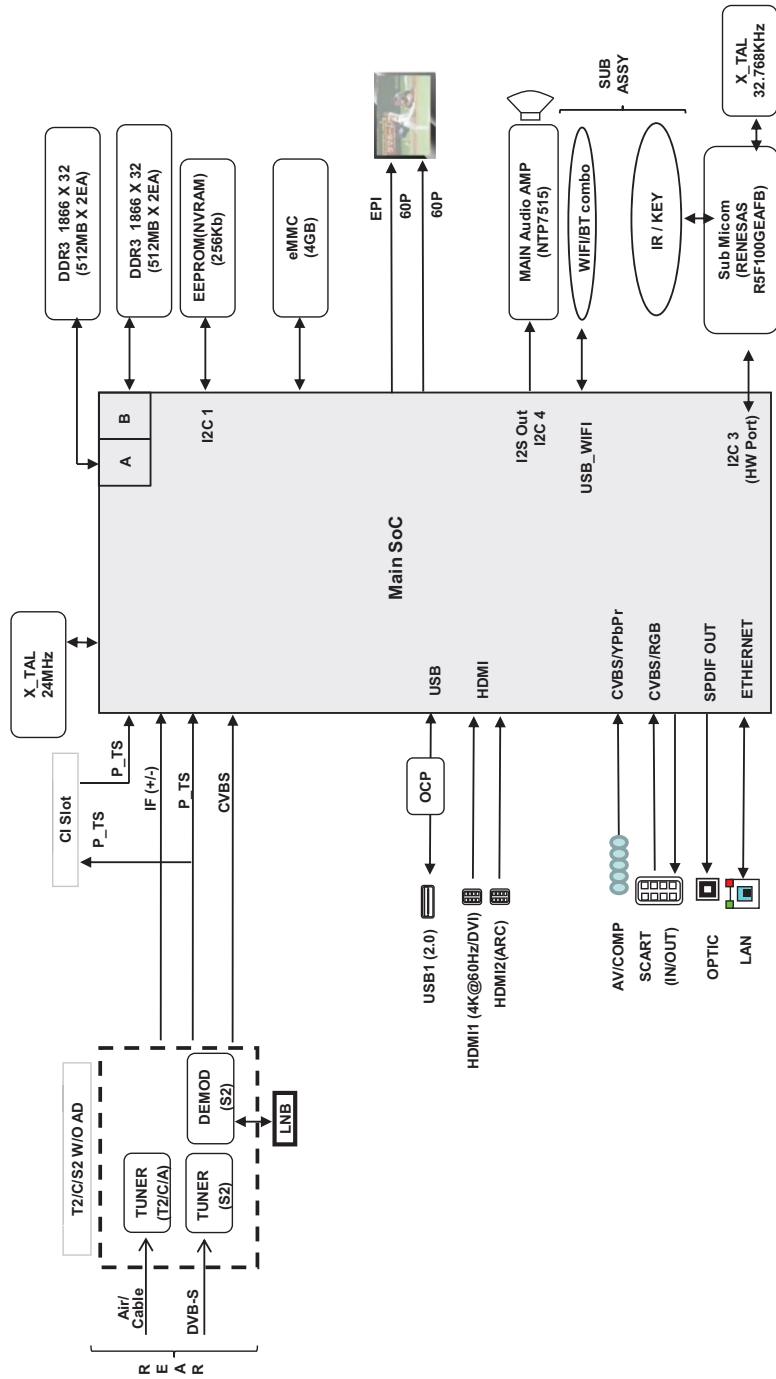 X_TAL
24MHz
CI Slot
P_TS
P_TS
IF (+/-)
P_TS
CVBS
T2/C/S2 W/O AD
TUNER
(T2/C/A)
TUNER
(S2)
DEMOD
(S2)
LNB
Air/
Cable
DVB-S
R
E
A
R
Main SoC
A
B
DDR3 1866 X 32
(512MB X 2EA)
DDR3 1866 X 32
(512MB X 2EA)
I2C 1
EEPROM(NVRAM)
(256Kb)
eMMC
(4GB)
EPI
60P
60P
USB
OCP
USB1 (2.0)
HDMI
HDMI1 (4K@60Hz/DVI)
HDMI2(ARC)
I2S Out
I2C 4
MAIN Audio AMP
(NTP7515)
USB_WIFI
WIFI/BT combo
SUB
ASSY
IR / KEY
I2C 3
(HW Port)
Sub Micom
(RENESAS
R5F100GEAFB)
X_TAL
32.768KHz
CVBS/YPbPr
AV/COMP
CVBS/RGB
SCART
(IN/OUT)
SPDIF OUT
OPTIC
ETHERNET
LAN